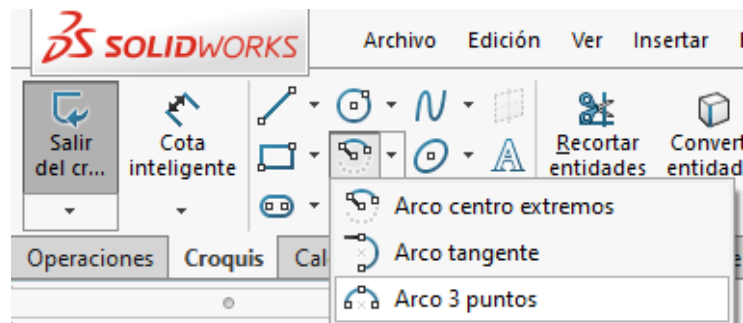 SOLIDWORKS
Archivo Edición Ver Insertar
Salir del cr...
Cota inteligente
Recortar entidades
Convert entidad
Arco centro extremos
Arco tangente
Arco 3 puntos
Operaciones Croquis Cal